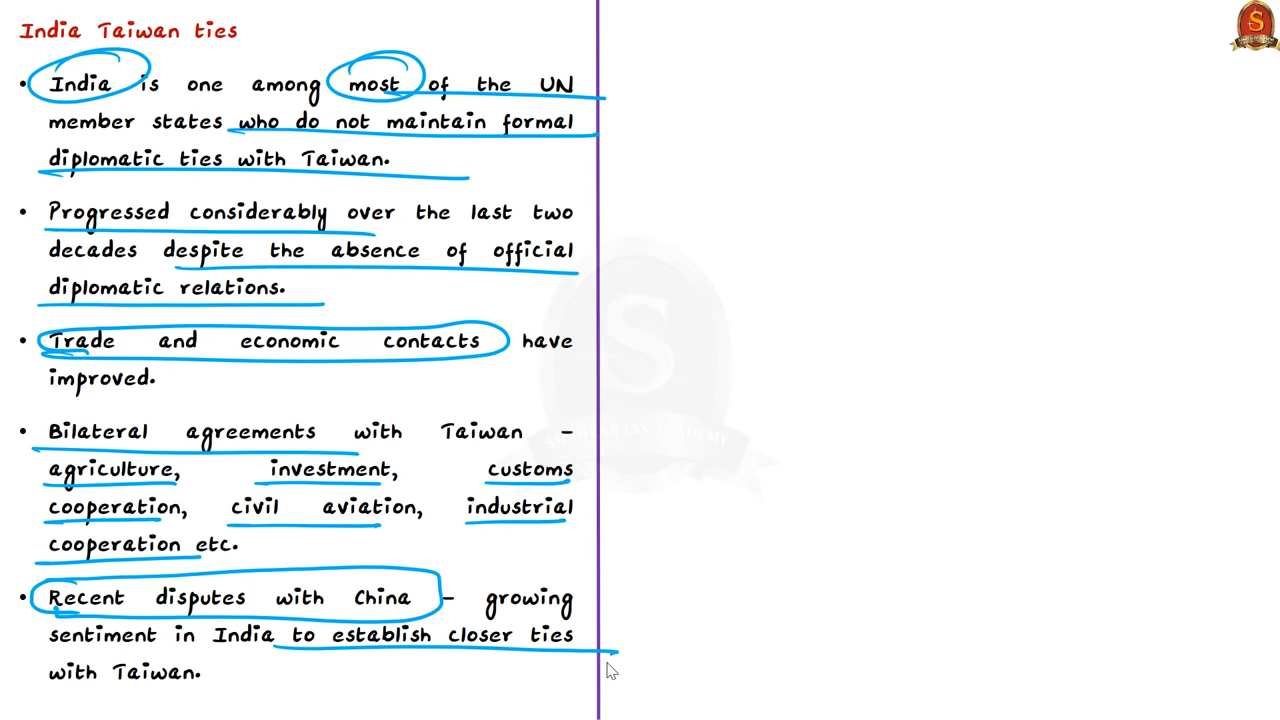 India Taiwan ties
• India is one among most of the UN
member states who do not maintain formal
diplomatic ties with Taiwan.
• Progressed considerably over the last two
decades despite the absence of official
diplomatic relations.
• Trade and economic contacts have
improved.
• Bilateral agreements with Taiwan –
agriculture, investment, customs
cooperation, civil aviation, industrial
cooperation etc.
• Recent disputes with China – growing
sentiment in India to establish closer ties
with Taiwan.
S
SHANKAR IAS ACADEMY
S